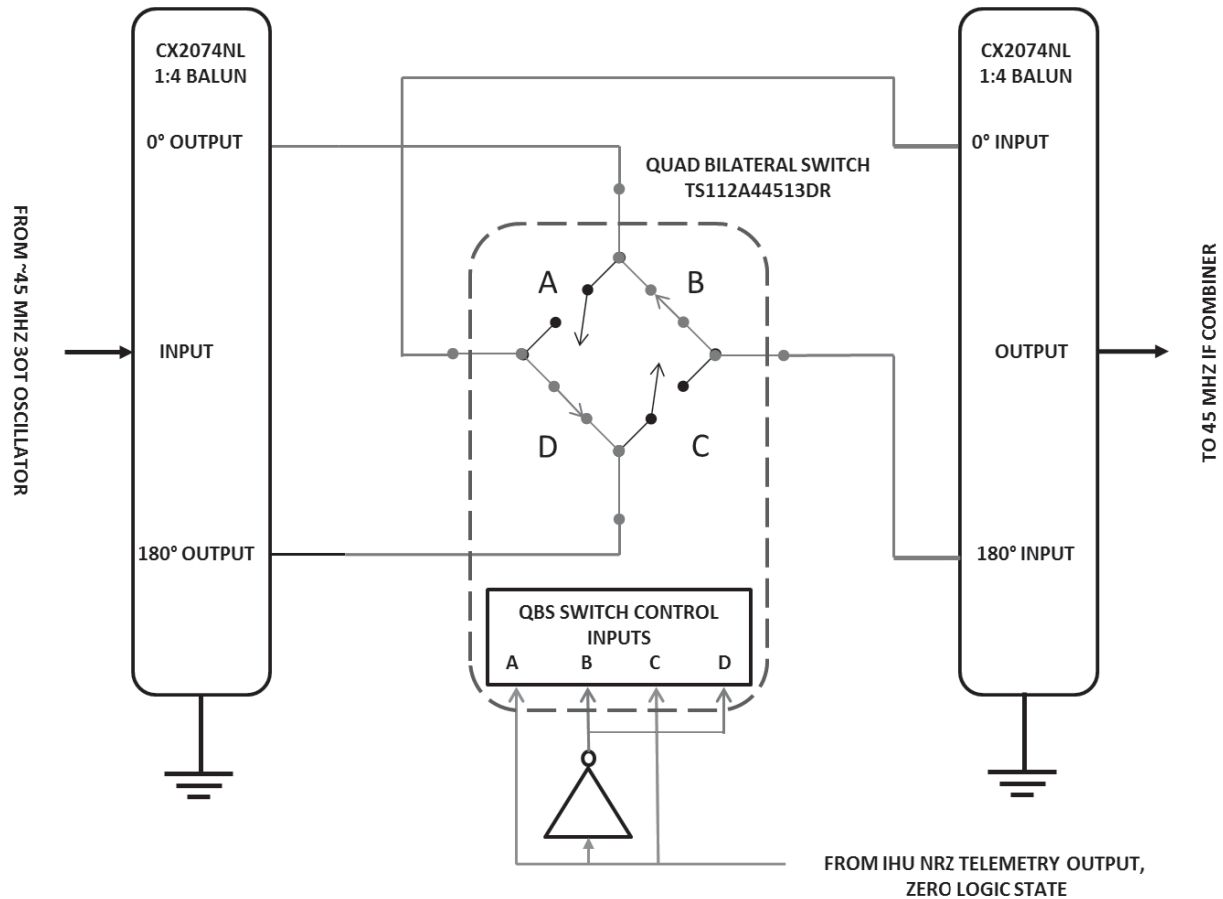 CX2074NL
1:4 BALUN
0° OUTPUT
INPUT
180° OUTPUT
FROM ~45 MHZ 3OT OSCILLATOR
QUAD BILATERAL SWITCH
TS112A44513DR
A
B
D
C
QBS SWITCH CONTROL
INPUTS
A B C D
CX2074NL
1:4 BALUN
0° INPUT
OUTPUT
180° INPUT
TO 45 MHZ IF COMBINER
FROM IHU NRZ TELEMETRY OUTPUT,
ZERO LOGIC STATE